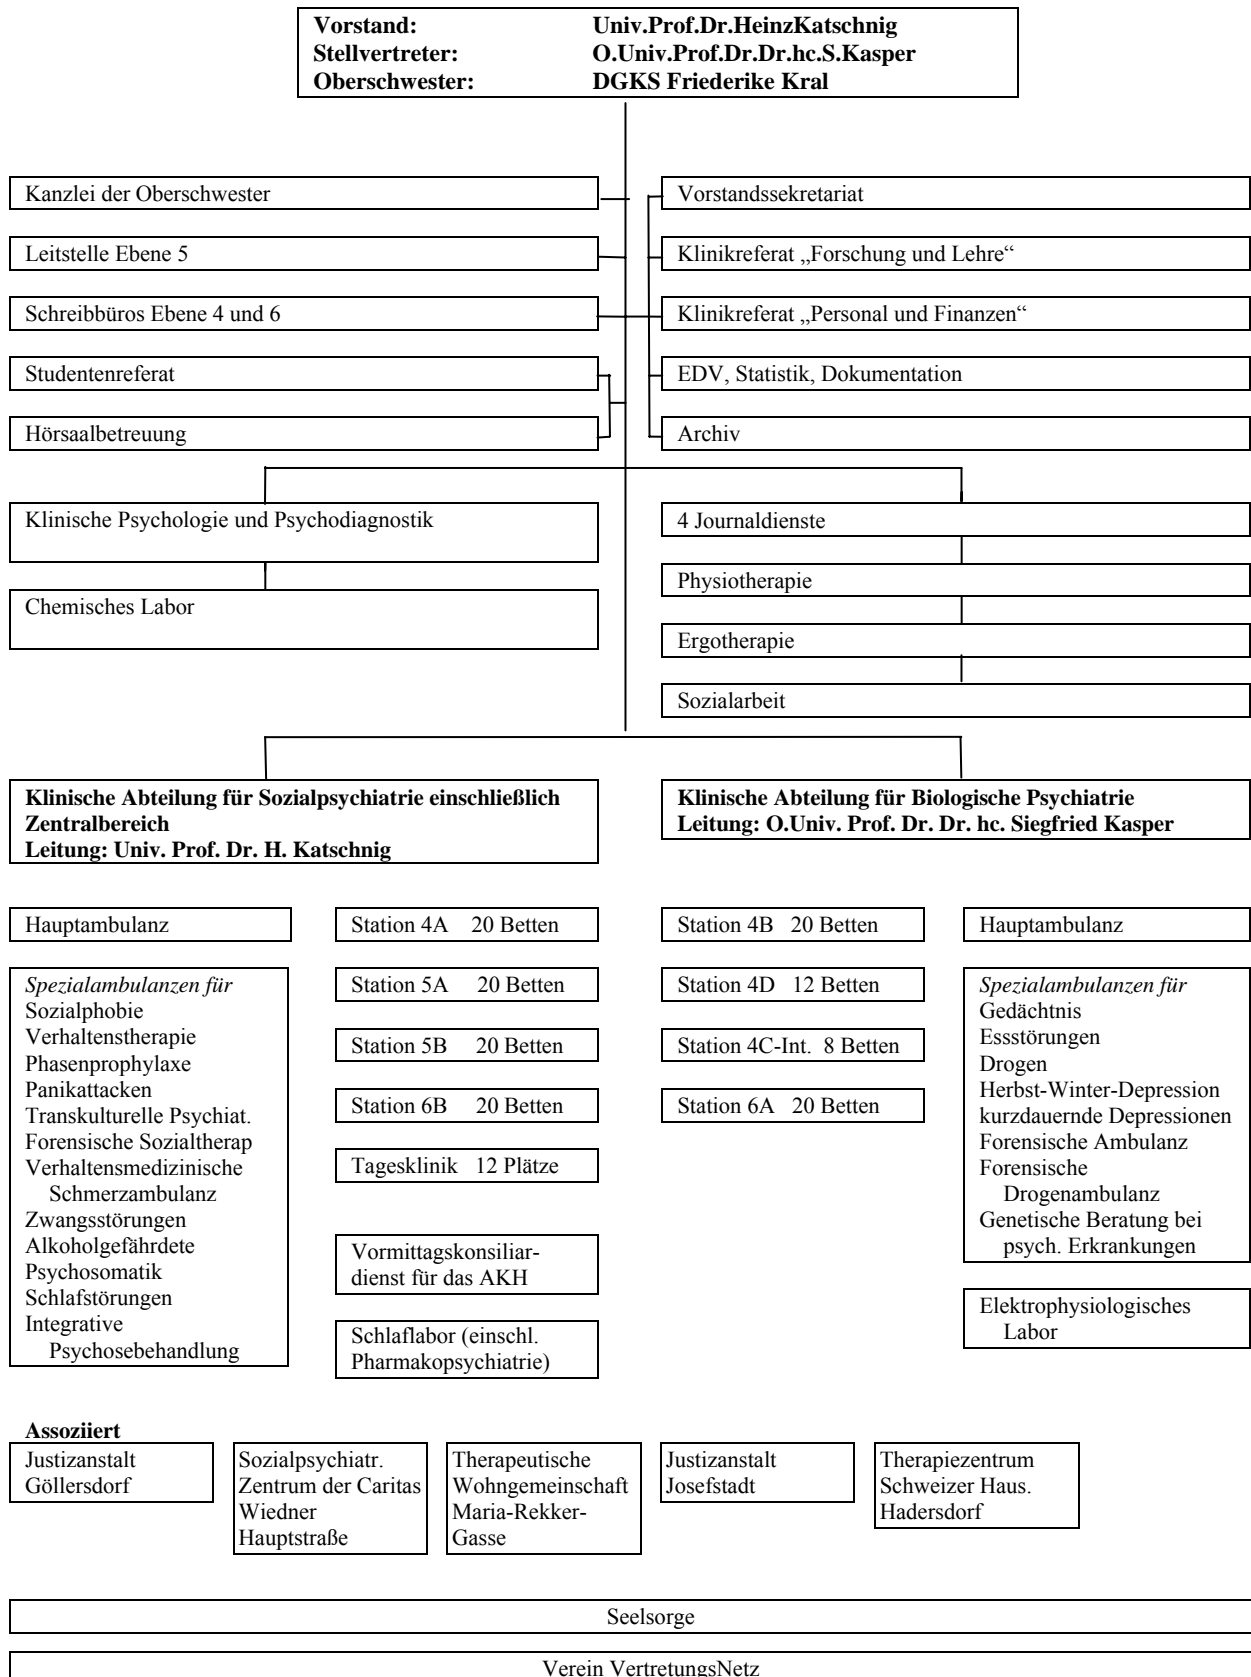 Vorstand: Univ.Prof.Dr.HeinzKatschnig
Stellvertreter: O.Univ.Prof.Dr.Dr.hc.S.Kasper
Oberschwester: DGKS Friederike Kral
Kanzlei der Oberschwester
Vorstandssekretariat
Leitstelle Ebene 5
Klinikreferat „Forschung und Lehre“
Schreibbüros Ebene 4 und 6
Klinikreferat „Personal und Finanzen“
Studentenreferat
EDV, Statistik, Dokumentation
Hörsaalbetreuung
Archiv
Klinische Psychologie und Psychodiagnostik
4 Journaldienste
Physiotherapie
Chemisches Labor
Ergotherapie
Sozialarbeit
Klinische Abteilung für Sozialpsychiatrie einschließlich
Zentralbereich
Leitung: Univ. Prof. Dr. H. Katschnig
Klinische Abteilung für Biologische Psychiatrie
Leitung: O.Univ. Prof. Dr. Dr. hc. Siegfried Kasper
Hauptambulanz
Spezialambulanzen für
Sozialphobie
Verhaltenstherapie
Phasenprophylaxe
Panikattacken
Transkulturelle Psychiat.
Forensische Sozialtherap
Verhaltensmedizinische
Schmerzambulanz
Zwangsstörungen
Alkoholgefährdete
Psychosomatik
Schlafstörungen
Integrative
Psychosebehandlung
Station 4A 20 Betten
Station 5A 20 Betten
Station 5B 20 Betten
Station 6B 20 Betten
Tagesklinik 12 Plätze
Vormittagskonsiliar-
dienst für das AKH
Schlaflabor (einschl.
Pharmakopsychiatrie)
Station 4B 20 Betten
Station 4D 12 Betten
Station 4C-Int. 8 Betten
Station 6A 20 Betten
Hauptambulanz
Spezialambulanzen für
Gedächtnis
Essstörungen
Drogen
Herbst-Winter-Depression
kurzdauernde Depressionen
Forensische Ambulanz
Forensische
Drogenambulanz
Genetische Beratung bei
psych. Erkrankungen
Elektrophysiologisches
Labor
Assoziiert
Justizanstalt
Göllersdorf
Sozialpsychiatr.
Zentrum der Caritas
Wiedner
Hauptstraße
Therapeutische
Wohngemeinschaft
Maria-Rekker-
Gasse
Justizanstalt
Josefstadt
Therapiezentrum
Schweizer Haus.
Hadersdorf
Seelsorge
Verein VertretungsNetz